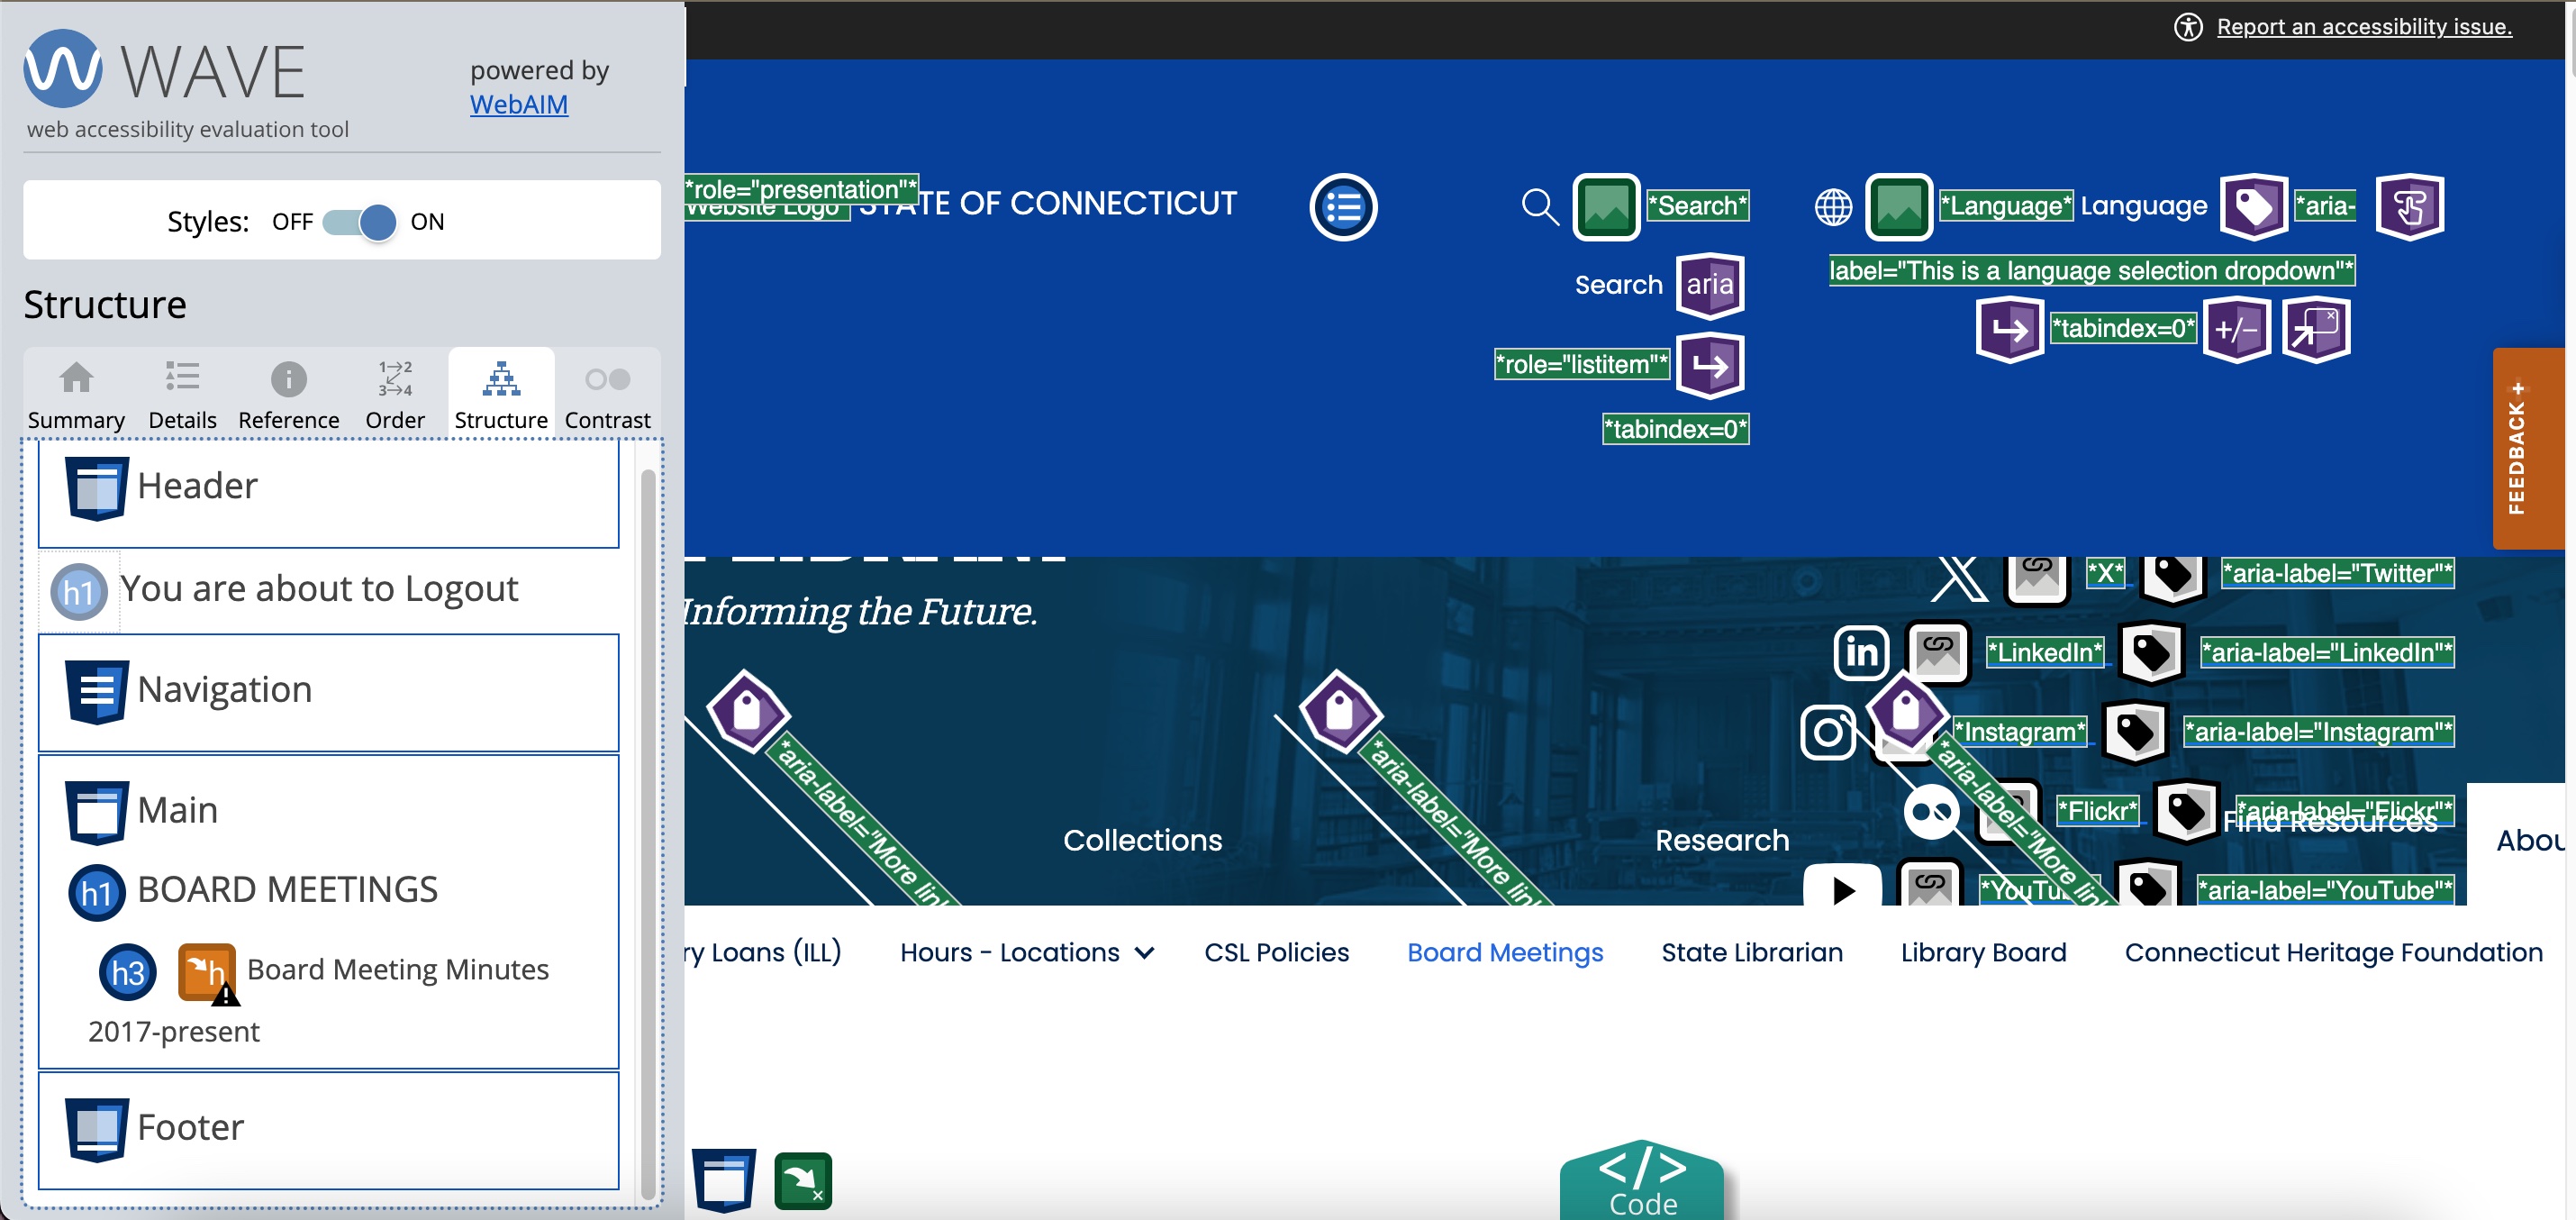 WAVE
powered by
WebAIM
web accessibility evaluation tool
Styles: OFF ON
Structure
Summary Details Reference Order Structure Contrast
Header
h1 You are about to Logout
Navigation
Main
h1 BOARD MEETINGS
h3 h Board Meeting Minutes
2017-present
Footer
Report an accessibility issue.
*role="presentation"*
Website Logo STATE OF CONNECTICUT
*Search*
Search aria
*role="listitem"*
*tabindex=0*
*Language* Language *aria-
label="This is a language selection dropdown"*
*tabindex=0* +/-
FEEDBACK +
Informing the Future.
*X* *aria-label="Twitter"*
in *LinkedIn* *aria-label="LinkedIn"*
*Instagram* *aria-label="Instagram"*
*Flickr* *aria-label="Flickr"*
*YouTu *aria-label="YouTube"*
*aria-label="More lin
*aria-label="More lin
*aria-label="More lin
Collections
Research
Find Resources
Abou
ry Loans (ILL) Hours - Locations CSL Policies Board Meetings State Librarian Library Board Connecticut Heritage Foundation
</>
Code